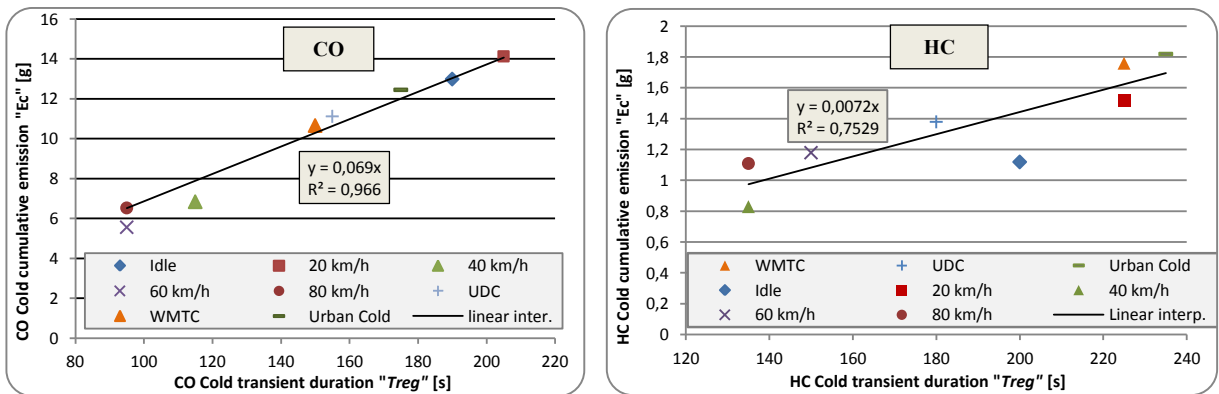 CO
CO Cold cumulative emission "Ec" [g]
16
14
12
10
8
6
4
2
0
y = 0,069x
R² = 0,966
Idle
20 km/h
40 km/h
60 km/h
80 km/h
UDC
WMTC
Urban Cold
linear inter.
80
100
120
140
160
180
200
220
CO Cold transient duration "Treg" [s]
HC
HC Cold cumulative emission "Ec" [g]
2
1,8
1,6
1,4
1,2
1
0,8
0,6
0,4
0,2
0
y = 0,0072x
R² = 0,7529
WMTC
UDC
Urban Cold
Idle
20 km/h
40 km/h
60 km/h
80 km/h
Linear interp.
120
140
160
180
200
220
240
HC Cold transient duration "Treg" [s]